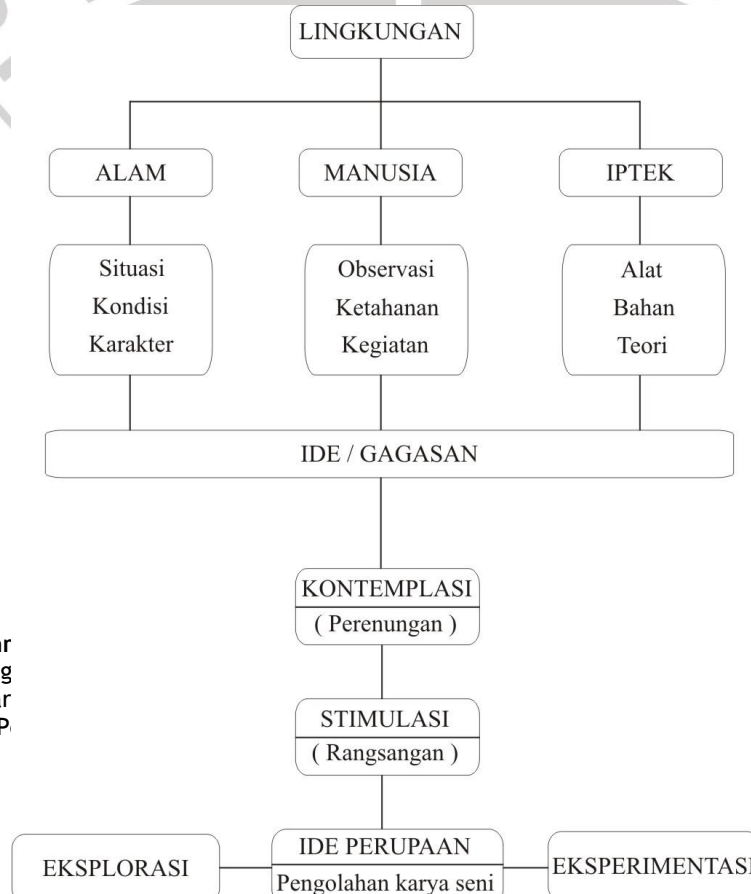 LINGKUNGAN
ALAM
MANUSIA
IPTEK
Situasi
Kondisi
Karakter
Observasi
Ketahanan
Kegiatan
Alat
Bahan
Teori
IDE / GAGASAN
KONTEMPLASI
( Perenungan )
STIMULASI
( Rangsangan )
EKSPLORASI
IDE PERUPAAN
Pengolahan karya seni
EKSPERIMENTASI